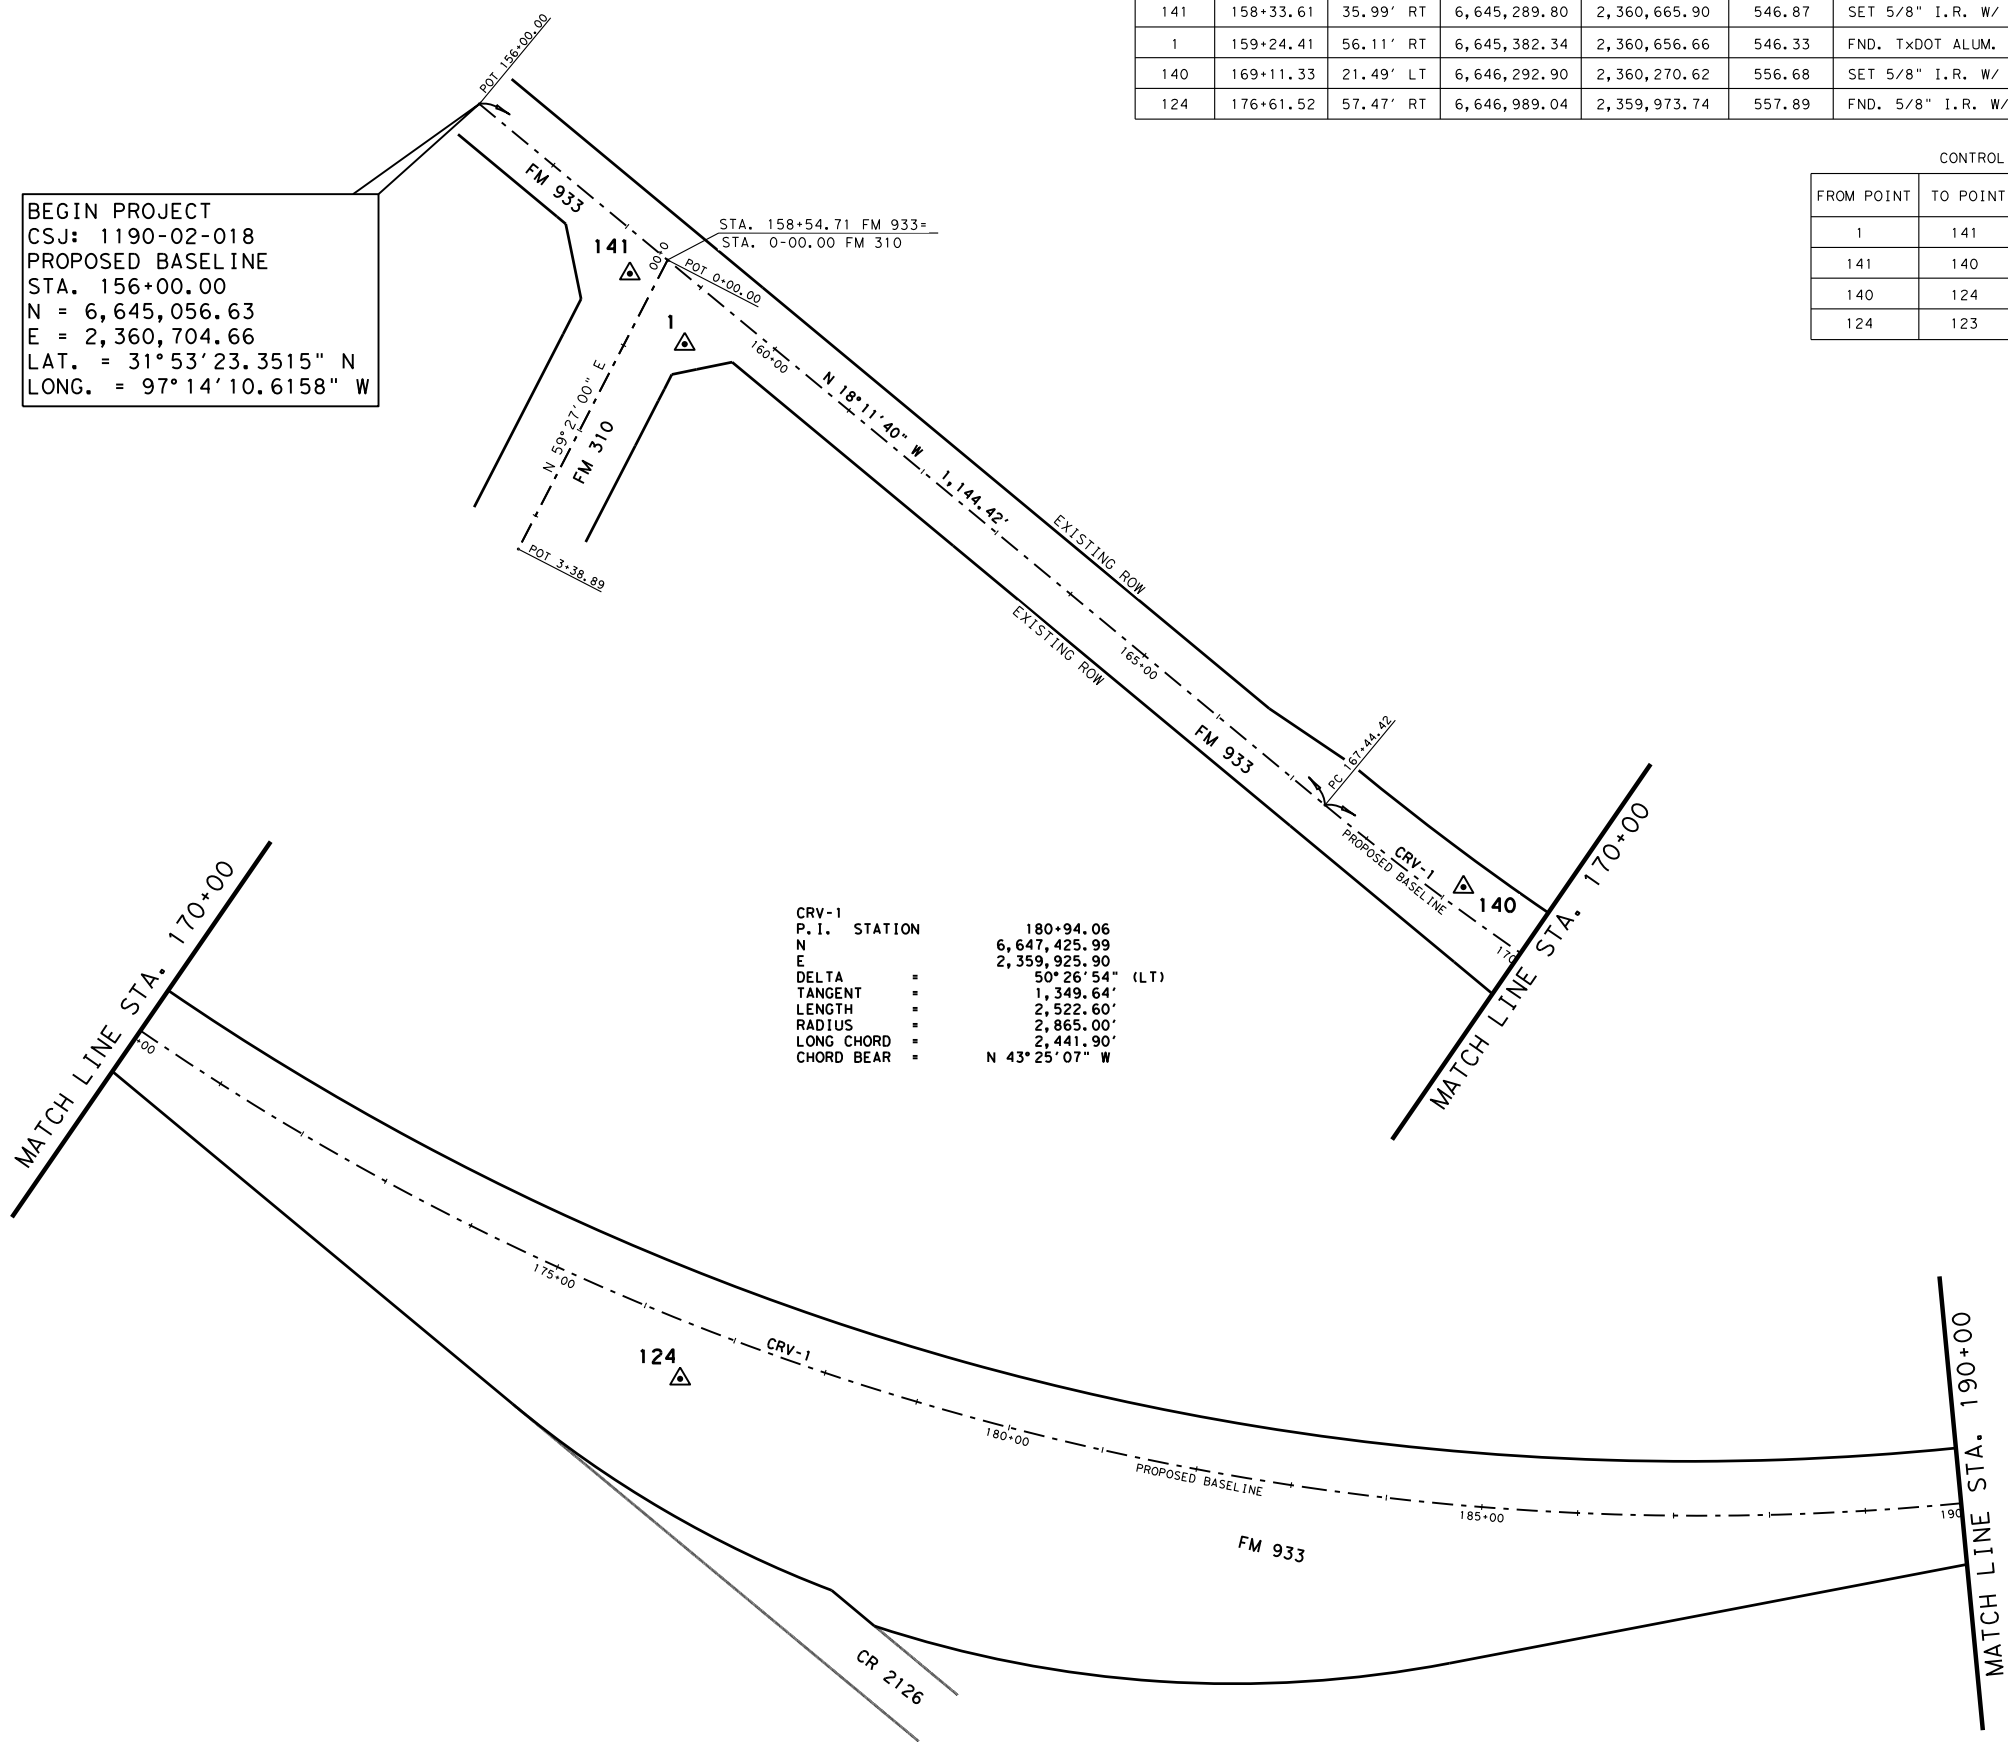 141 158+33.61 35.99' RT 6,645,289.80 2,360,665.90 546.87 SET 5/8" I.R. W/
1 159+24.41 56.11' RT 6,645,382.34 2,360,656.66 546.33 FND. TxDOT ALUM.
140 169+11.33 21.49' LT 6,646,292.90 2,360,270.62 556.68 SET 5/8" I.R. W/
124 176+61.52 57.47' RT 6,646,989.04 2,359,973.74 557.89 FND. 5/8" I.R. W/
CONTROL
FROM POINT TO POINT
1 141
141 140
140 124
124 123
POT 156+00.00
BEGIN PROJECT
CSJ: 1190-02-018
PROPOSED BASELINE
STA. 156+00.00
N = 6,645,056.63
E = 2,360,704.66
LAT. = 31°53'23.3515" N
LONG. = 97°14'10.6158" W
FM 933
141
STA. 158+54.71 FM 933=
STA. 0-00.00 FM 310
0+00
POT 0+00.00
1
160+00
N 18°11'40" W 1,144.42'
N 59°27'00" E
FM 310
POT 3+38.89
EXISTING ROW
EXISTING ROW
165+00
FM 933
PC 167+44.42
CRV-1
PROPOSED BASELINE
140
170
MATCH LINE STA. 170+00
MATCH LINE STA. 170+00
+00
CRV-1
P.I. STATION 180+94.06
N 6,647,425.99
E 2,359,925.90
DELTA = 50°26'54" (LT)
TANGENT = 1,349.64'
LENGTH = 2,522.60'
RADIUS = 2,865.00'
LONG CHORD = 2,441.90'
CHORD BEAR = N 43°25'07" W
175+00
CRV-1
124
180+00
PROPOSED BASELINE
185+00
190
FM 933
CR 2126
MATCH LINE STA. 190+00